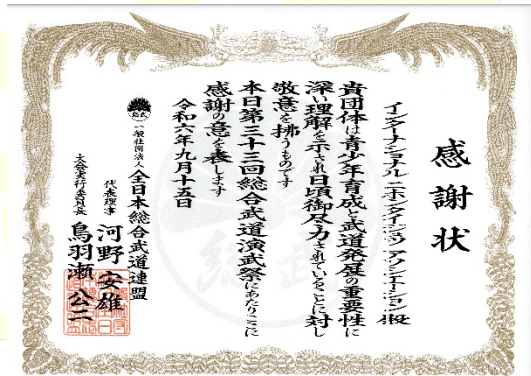 感謝状
インターナショナル ニホンタイジュツ アソシエーション 殿
貴団体は青少年育成と武道発展の重要性に
深い理解を示され日頃御尽力されていることに対し
敬意を拂うものです
本日第三十三回総合武道演武祭にあたりここに
感謝の意を表します
令和六年九月十五日
一般社団法人 全日本総合武道連盟
代表理事 河野安雄
大会実行委員長 鳥羽瀬公二
総武